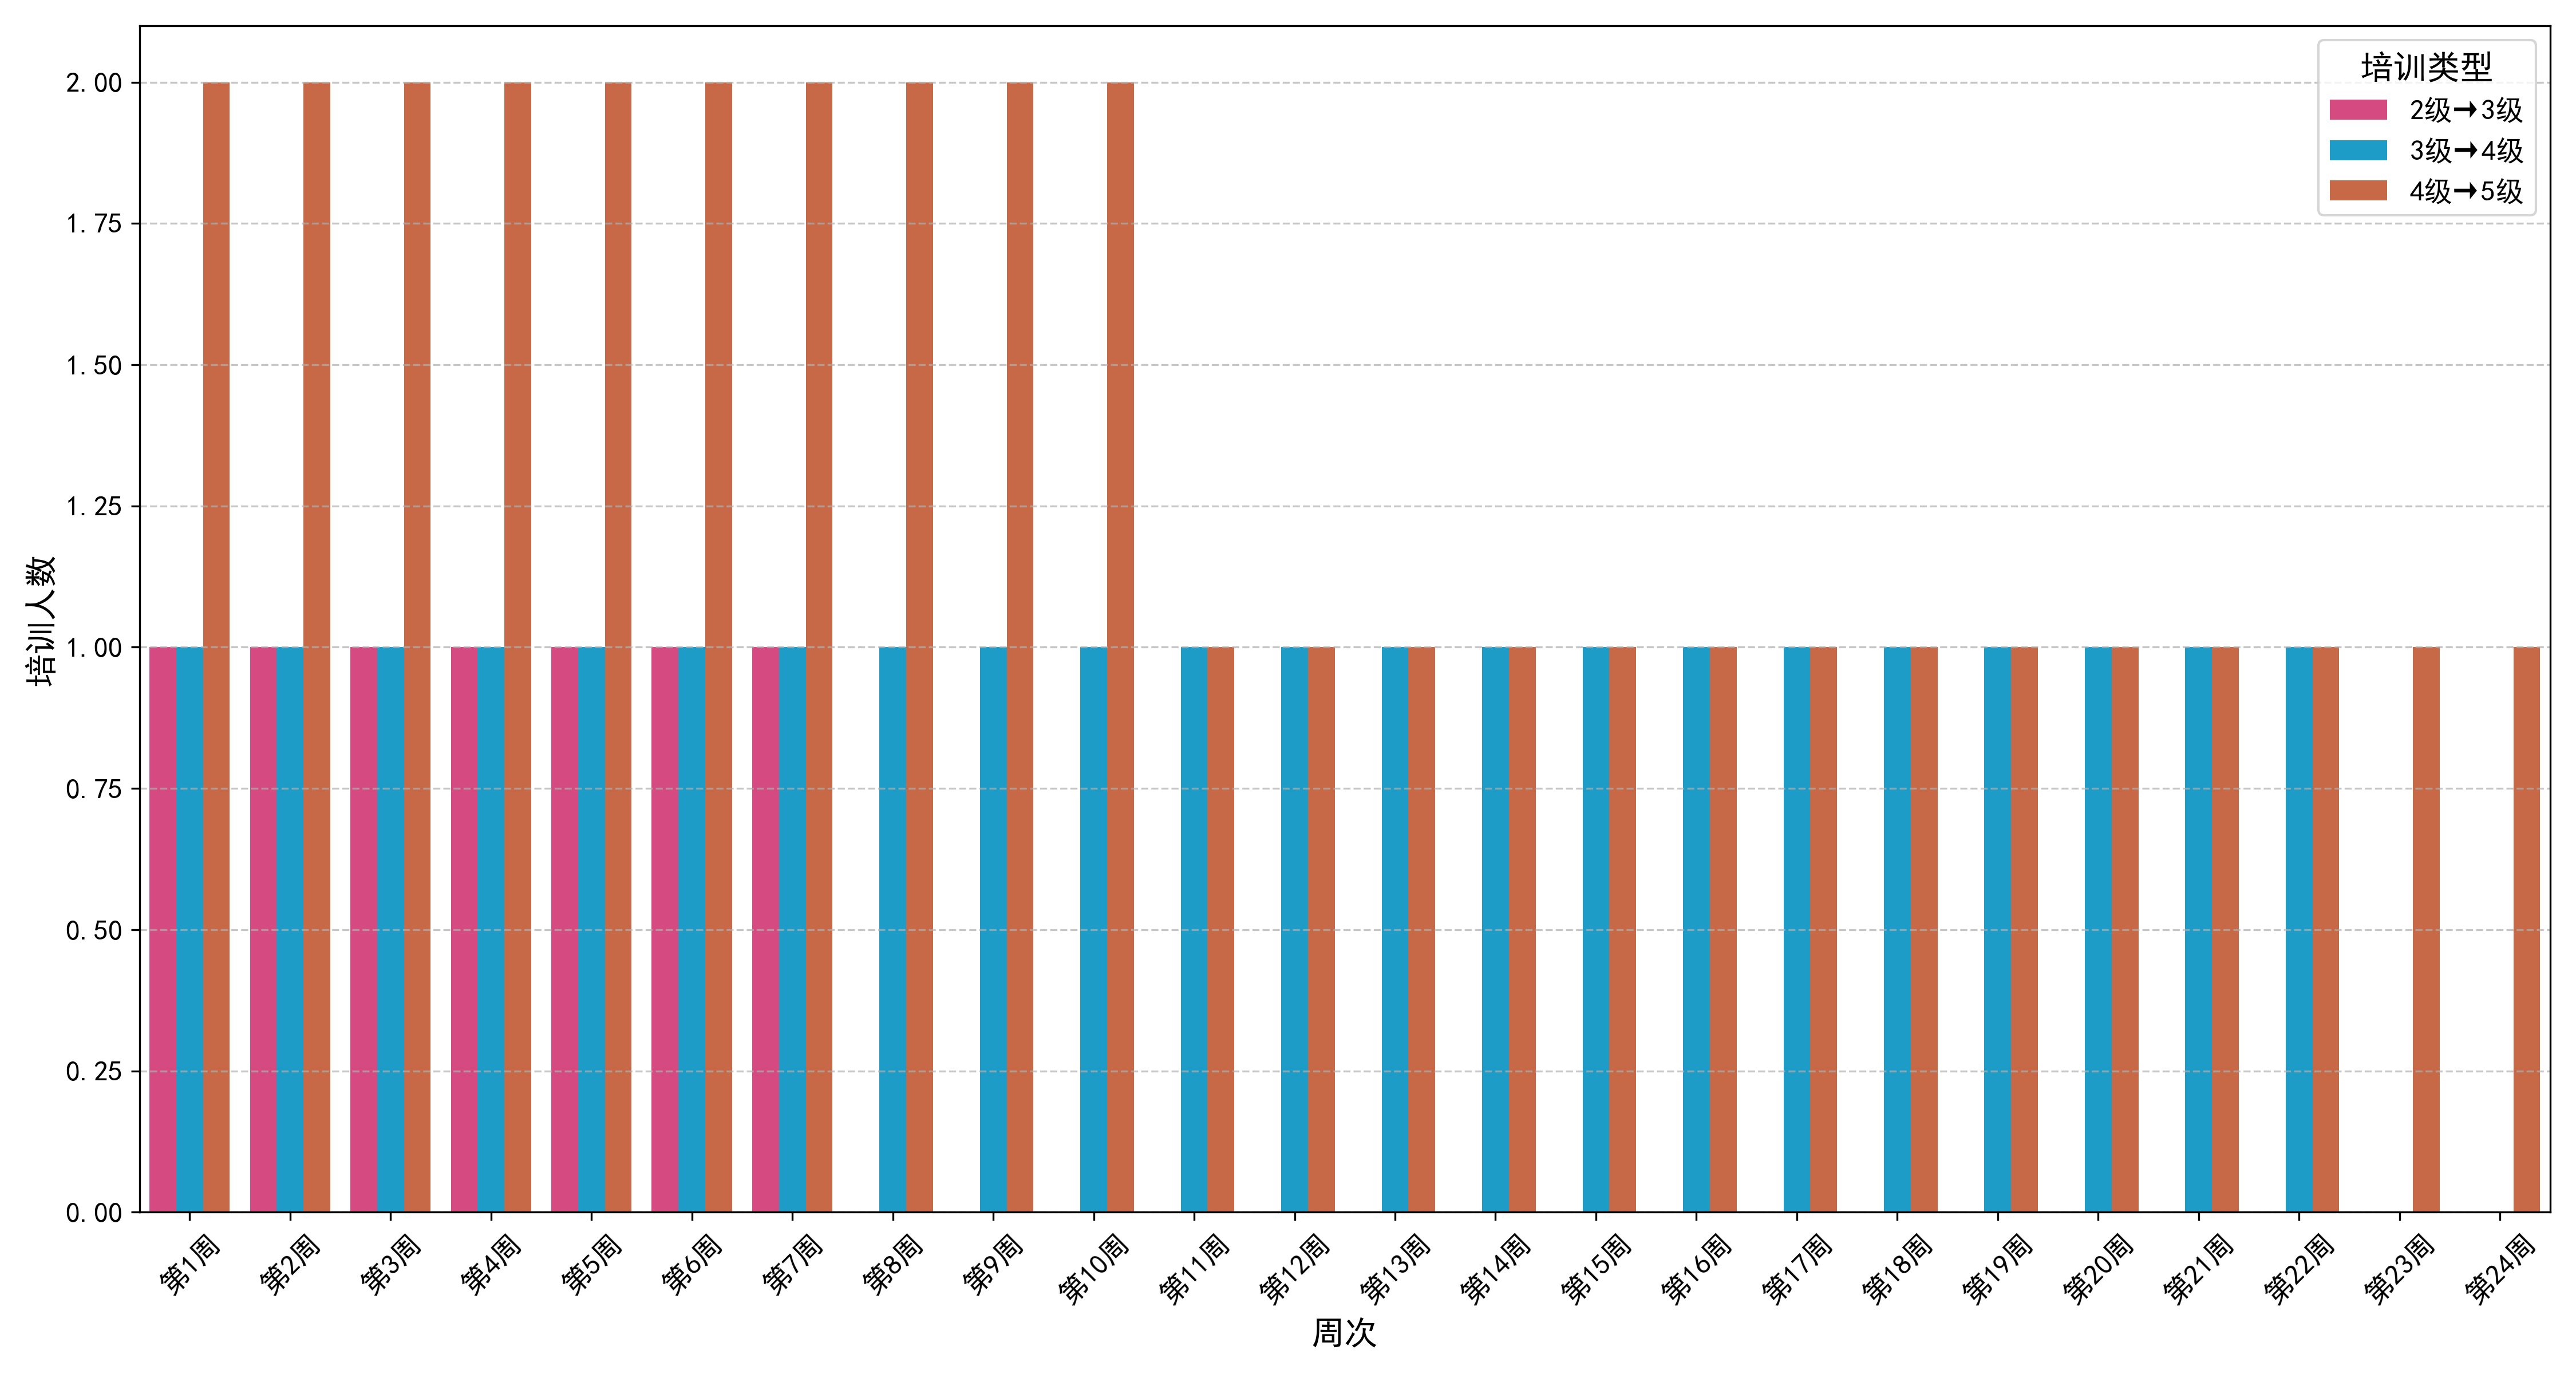 培训类型
2级→3级
3级→4级
4级→5级
培训人数
2.00
1.75
1.50
1.25
1.00
0.75
0.50
0.25
0.00
第1周
第2周
第3周
第4周
第5周
第6周
第7周
第8周
第9周
第10周
第11周
第12周
第13周
第14周
第15周
第16周
第17周
第18周
第19周
第20周
第21周
第22周
第23周
第24周
周次